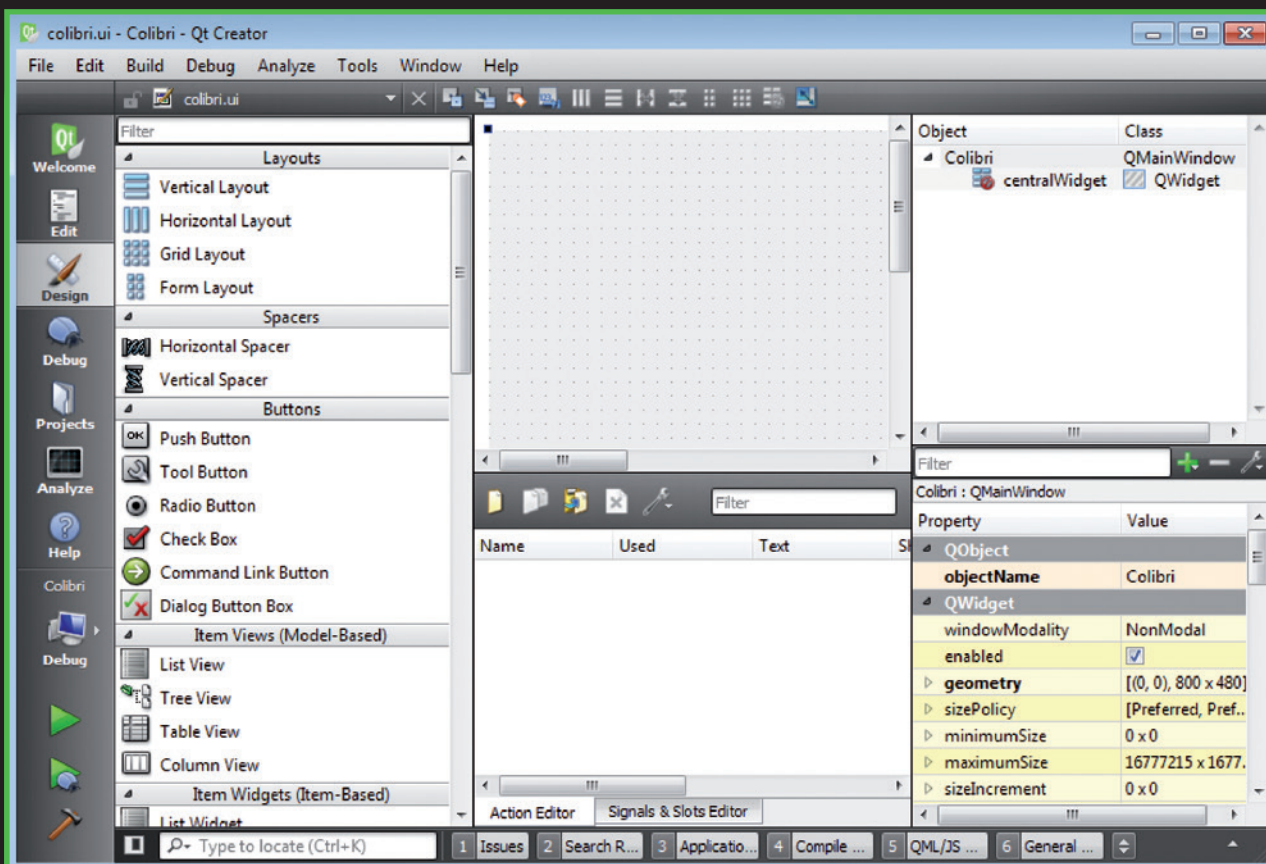 colibri.ui - Colibri - Qt Creator
File Edit Build Debug Analyze Tools Window Help
colibri.ui
Qt
Welcome
Edit
Design
Debug
Projects
Analyze
Help
Colibri
Debug
Filter
Layouts
Vertical Layout
Horizontal Layout
Grid Layout
Form Layout
Spacers
Horizontal Spacer
Vertical Spacer
Buttons
OK Push Button
Tool Button
Radio Button
Check Box
Command Link Button
Dialog Button Box
Item Views (Model-Based)
List View
Tree View
Table View
Column View
Item Widgets (Item-Based)
List Widget
Filter
Name Used Text
Action Editor Signals & Slots Editor
Object Class
Colibri QMainWindow
centralWidget QWidget
Filter
Colibri : QMainWindow
Property Value
QObject
objectName Colibri
QWidget
windowModality NonModal
enabled
geometry [(0, 0), 800 x 480]
sizePolicy [Preferred, Pref..
minimumSize 0 x 0
maximumSize 16777215 x 1677.
sizeIncrement 0 x 0
Type to locate (Ctrl+K) 1 Issues 2 Search R... 3 Applicatio... 4 Compile ... 5 QML/JS ... 6 General ...